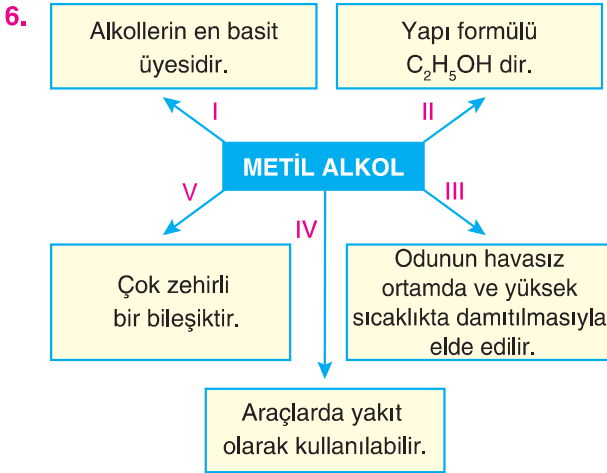 6.
Alkollerin en basit
üyesidir.
Yapı formülü
C₂H₅OH dir.
I
II
METİL ALKOL
V
III
IV
Çok zehirli
bir bileşiktir.
Odunun havasız
ortamda ve yüksek
sıcaklıkta damıtılmasıyla
elde edilir.
Araçlarda yakıt
olarak kullanılabilir.